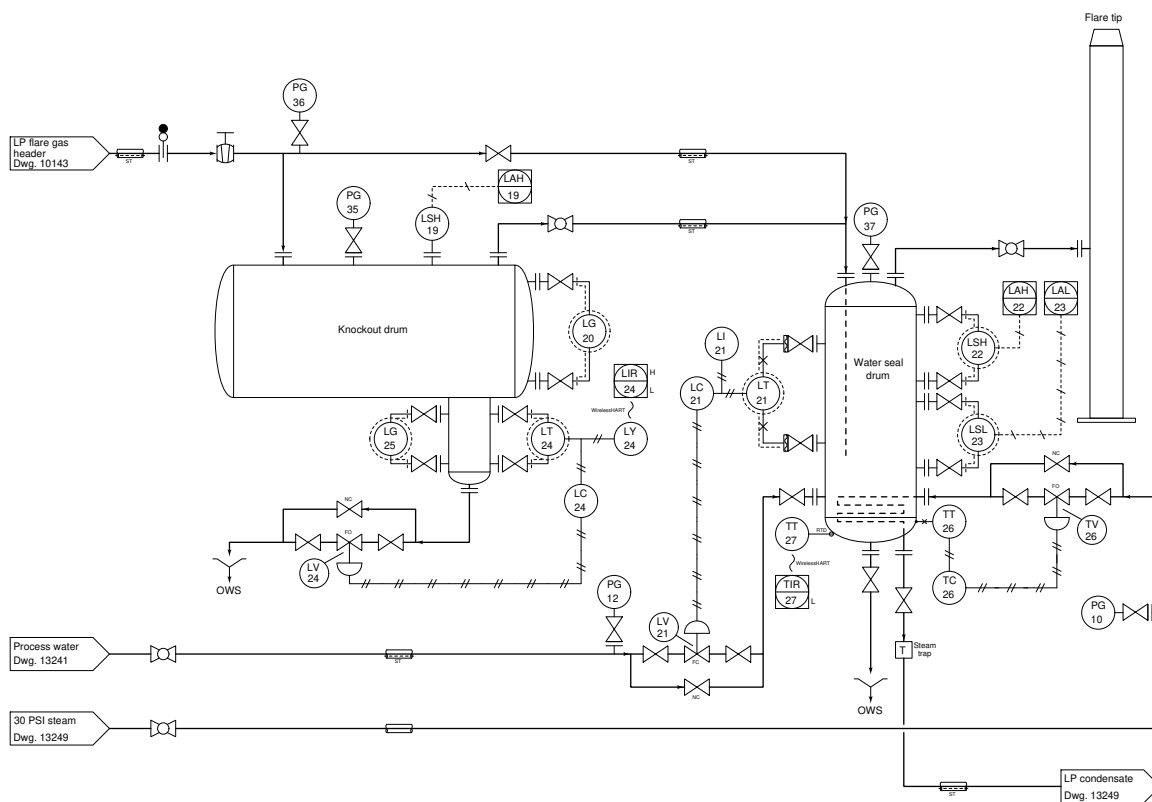 Flare tip
PG
36
LP flare gas
header
Dwg. 10143
ST
ST
LAH
19
PG
35
LSH
19
PG
37
ST
LAH
22
LAL
23
Knockout drum
LG
20
LI
21
LSH
22
Water seal
drum
LIR
24
H
L
LC
21
LT
21
WirelessHART
LG
25
LT
24
LY
24
LSL
23
NC
LC
24
NC
FO
FO
TT
26
TV
26
TT
27
RTD
LV
24
WirelessHART
OWS
TIR
27
L
TC
26
PG
12
PG
10
LV
21
Process water
Dwg. 13241
ST
FC
T
Steam
trap
NC
OWS
30 PSI steam
Dwg. 13249
LP condensate
Dwg. 13249
ST